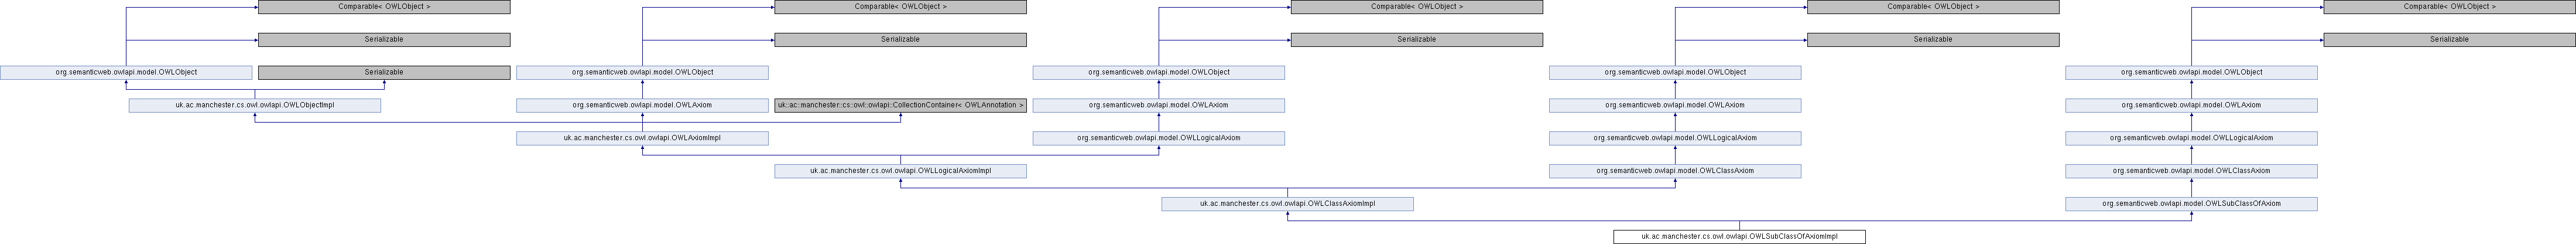 Comparable< OWLObject > Comparable< OWLObject > Comparable< OWLObject > Comparable< OWLObject > Comparable< OWLObject >
Serializable Serializable Serializable Serializable Serializable
org.semanticweb.owlapi.model.OWLObject Serializable org.semanticweb.owlapi.model.OWLObject org.semanticweb.owlapi.model.OWLObject org.semanticweb.owlapi.model.OWLObject org.semanticweb.owlapi.model.OWLObject
uk.ac.manchester.cs.owl.owlapi.OWLObjectImpl org.semanticweb.owlapi.model.OWLAxiom uk::ac::manchester::cs::owl::owlapi::CollectionContainer< OWLAnnotation > org.semanticweb.owlapi.model.OWLAxiom org.semanticweb.owlapi.model.OWLAxiom org.semanticweb.owlapi.model.OWLAxiom
uk.ac.manchester.cs.owl.owlapi.OWLAxiomImpl org.semanticweb.owlapi.model.OWLLogicalAxiom org.semanticweb.owlapi.model.OWLLogicalAxiom org.semanticweb.owlapi.model.OWLLogicalAxiom
uk.ac.manchester.cs.owl.owlapi.OWLLogicalAxiomImpl org.semanticweb.owlapi.model.OWLClassAxiom org.semanticweb.owlapi.model.OWLClassAxiom
uk.ac.manchester.cs.owl.owlapi.OWLClassAxiomImpl org.semanticweb.owlapi.model.OWLSubClassOfAxiom
uk.ac.manchester.cs.owl.owlapi.OWLSubClassOfAxiomImpl